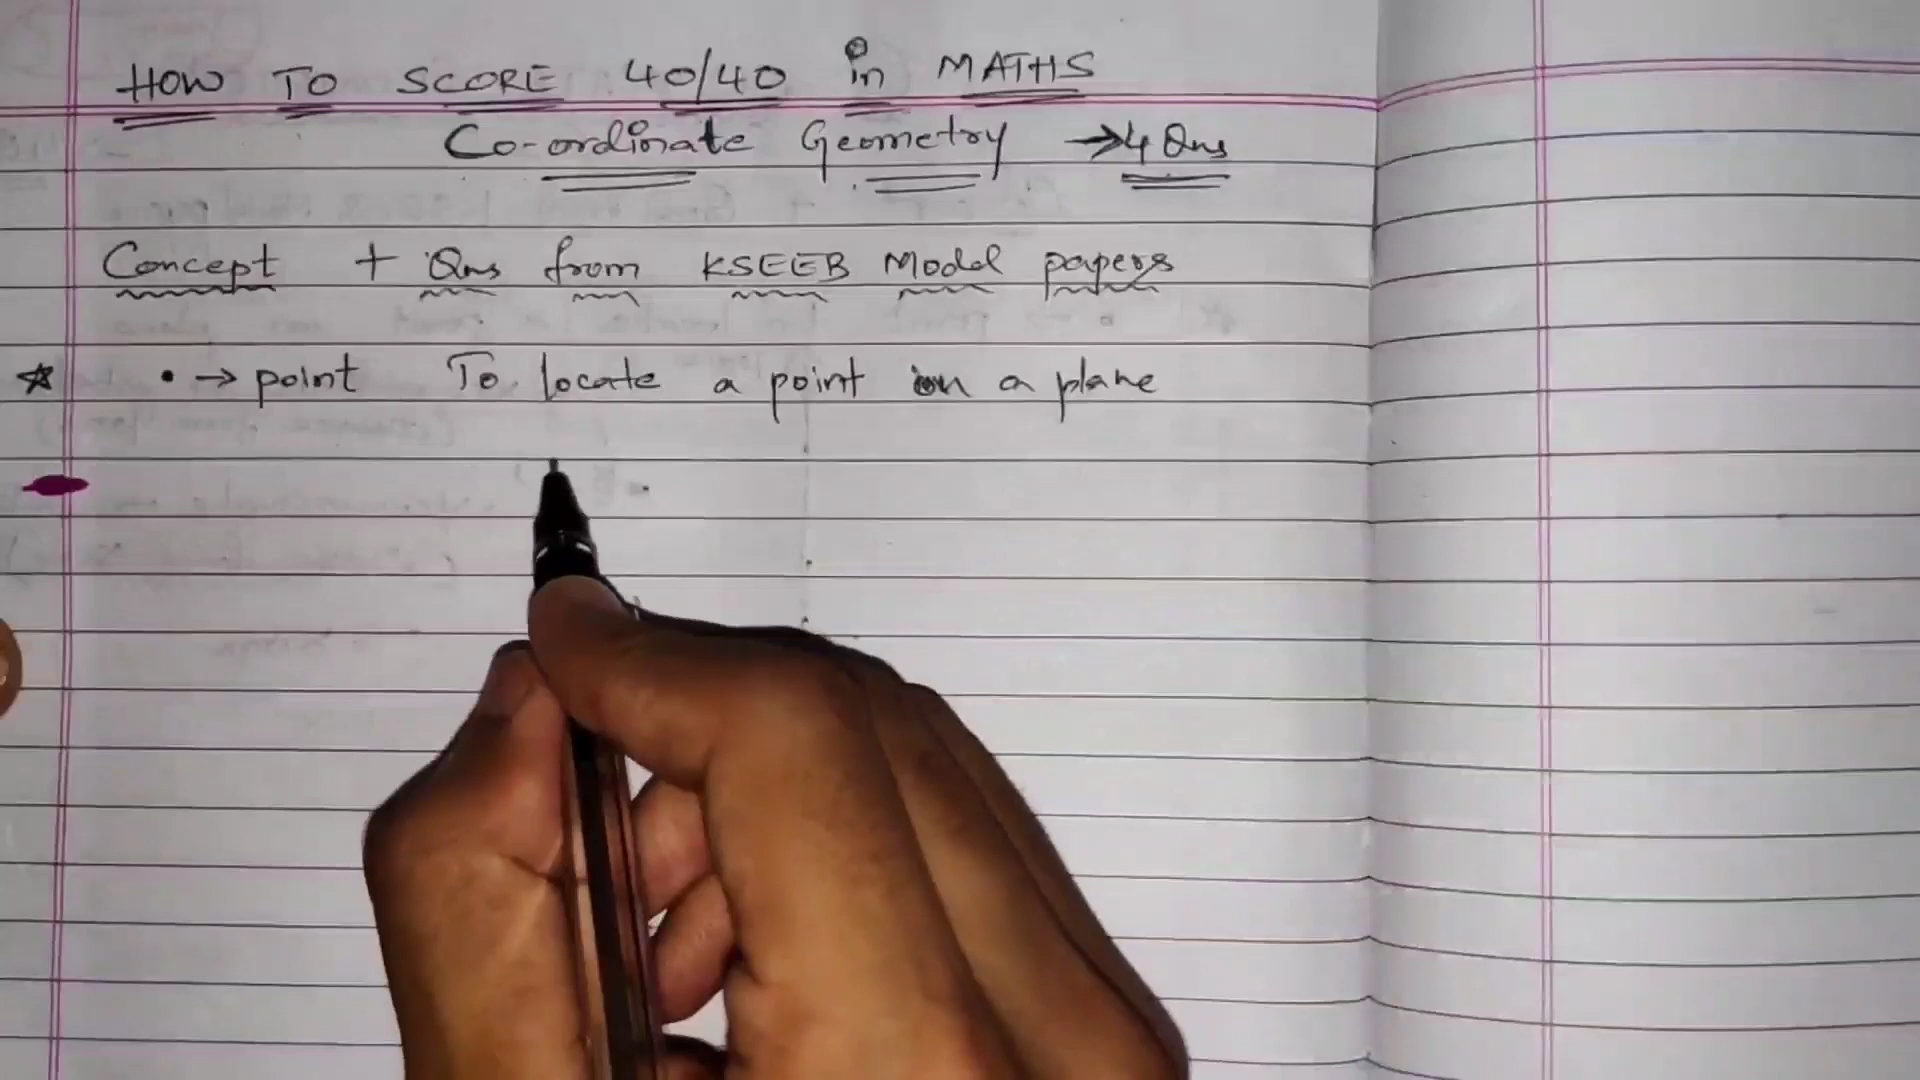 HOW TO SCORE 40/40 in MATHS
Co-ordinate Geometry → 4 Qns
Concept + Qns from KSEEB Model papers
☆ • → point To locate a point on a plane